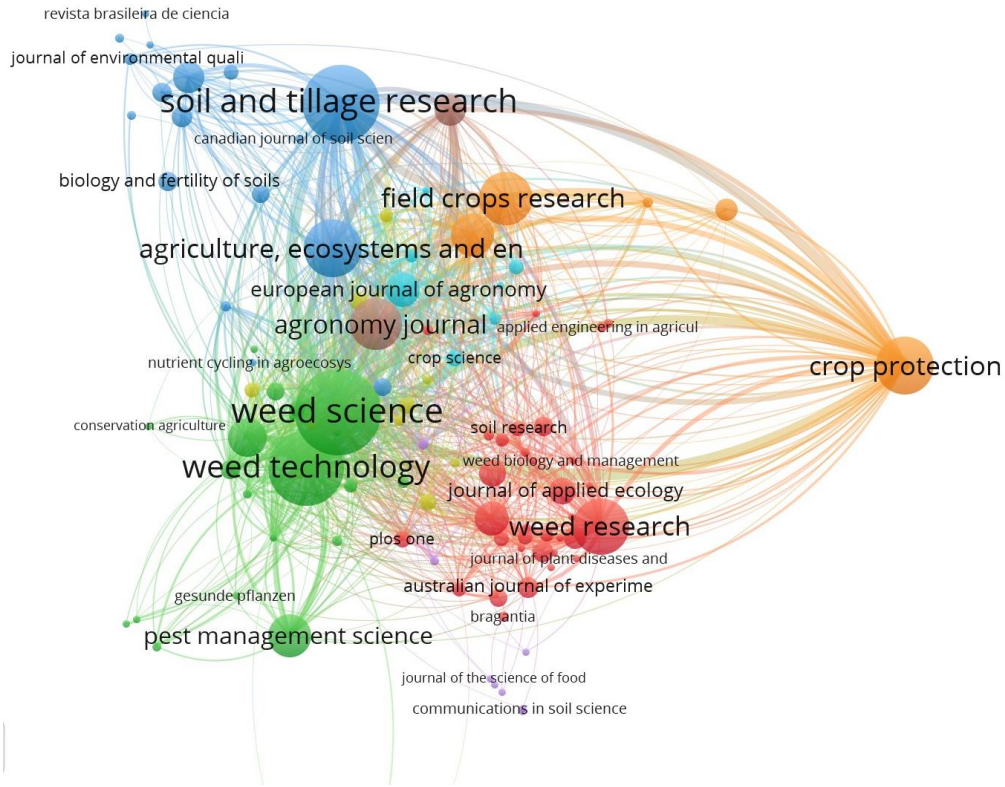 revista brasileira de ciencia
journal of environmental quali
soil and tillage research
canadian journal of soil scien
biology and fertility of soils
field crops research
agriculture, ecosystems and en
european journal of agronomy
agronomy journal
applied engineering in agricul
crop science
nutrient cycling in agroecosys
crop protection
weed science
conservation agriculture
soil research
weed technology
weed biology and management
journal of applied ecology
weed research
plos one
journal of plant diseases and
australian journal of experime
gesunde pflanzen
bragantia
pest management science
journal of the science of food
communications in soil science